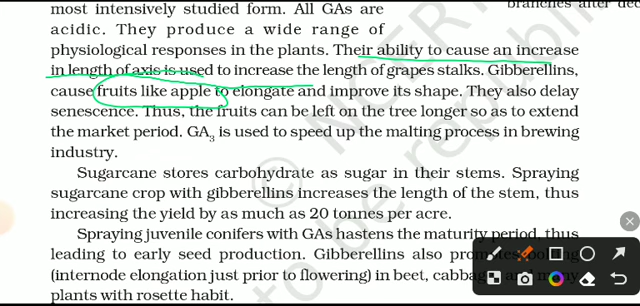 branches after dec
most intensively studied form. All GAs are
acidic. They produce a wide range of
physiological responses in the plants. Their ability to cause an increase
in length of axis is used to increase the length of grapes stalks. Gibberellins,
cause fruits like apple to elongate and improve its shape. They also delay
senescence. Thus, the fruits can be left on the tree longer so as to extend
the market period. GA₃ is used to speed up the malting process in brewing
industry.
Sugarcane stores carbohydrate as sugar in their stems. Spraying
sugarcane crop with gibberellins increases the length of the stem, thus
increasing the yield by as much as 20 tonnes per acre.
Spraying juvenile conifers with GAs hastens the maturity period, thus
leading to early seed production. Gibberellins also
(internode elongation just prior to flowering) in beet,
plants with rosette habit.
© NCERT
to be republi